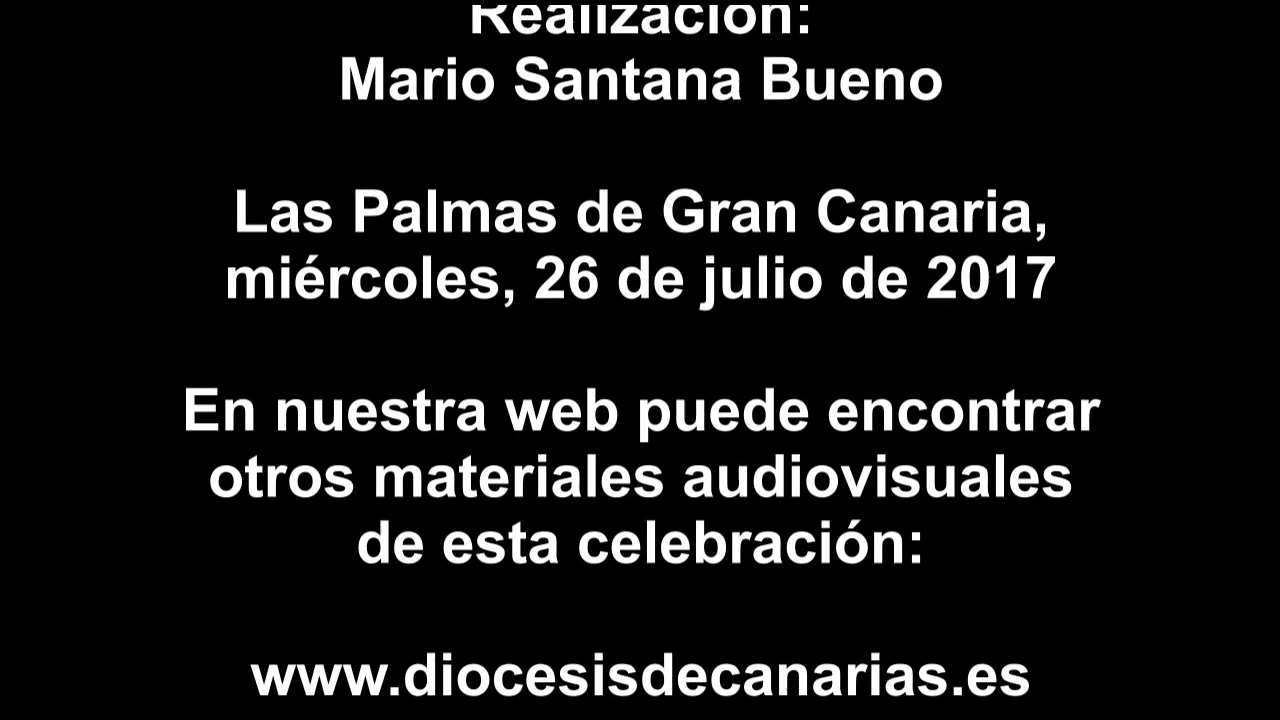 Realización:
Mario Santana Bueno
Las Palmas de Gran Canaria,
miércoles, 26 de julio de 2017
En nuestra web puede encontrar
otros materiales audiovisuales
de esta celebración:
www.diocesisdecanarias.es